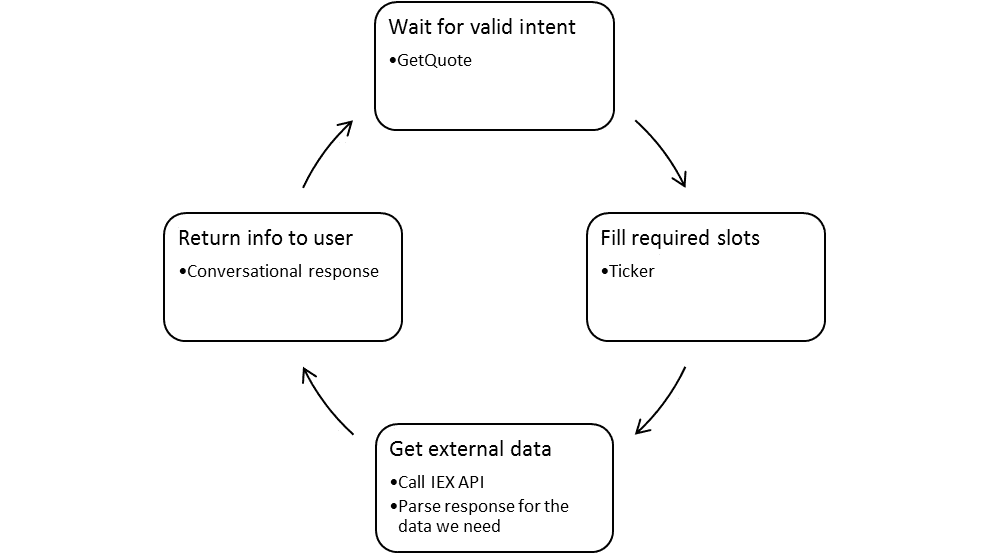 Wait for valid intent
•GetQuote
Return info to user
•Conversational response
Fill required slots
•Ticker
Get external data
•Call IEX API
•Parse response for the
data we need